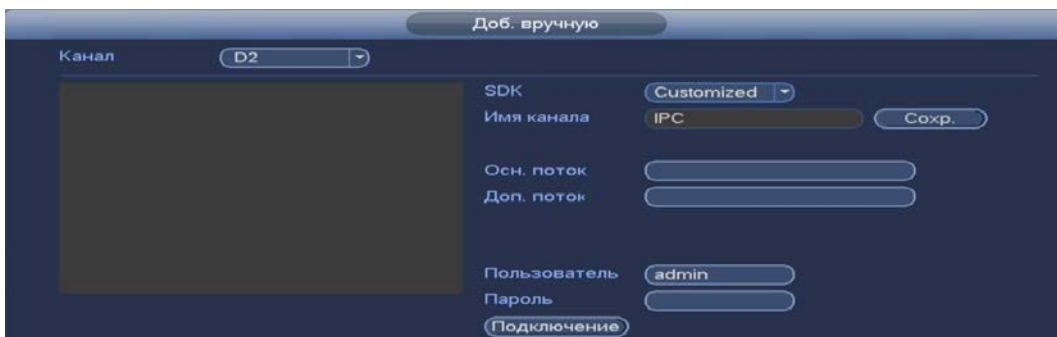 Доб. вручную
Канал D2
SDK Customized
Имя канала IPC Сохр.
Осн. поток
Доп. поток
Пользователь admin
Пароль
Подключение